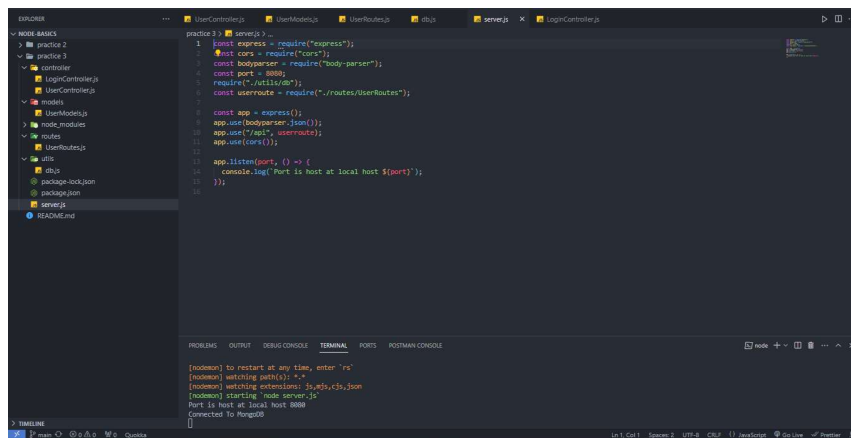 EXPLORER
NODE-BASICS
practice 2
practice 3
controller
LoginController.js
UserController.js
models
UserModels.js
node_modules
routes
UserRoutes.js
utils
db.js
package-lock.json
package.json
server.js
README.md
TIMELINE
UserController.js UserModels.js UserRoutes.js db.js server.js × LoginController.js
practice 3 > server.js > ...
1 const express = require("express");
2 const cors = require("cors");
3 const bodyparser = require("body-parser");
4 const port = 8080;
5 require("./utils/db");
6 const userroute = require("./routes/UserRoutes");
7
8 const app = express();
9 app.use(bodyparser.json());
10 app.use("/api", userroute);
11 app.use(cors());
12
13 app.listen(port, () => {
14 console.log(`Port is host at local host ${port}`);
15 });
16
PROBLEMS OUTPUT DEBUG CONSOLE TERMINAL PORTS POSTMAN CONSOLE
node
[nodemon] to restart at any time, enter `rs`
[nodemon] watching path(s): *.*
[nodemon] watching extensions: js,mjs,cjs,json
[nodemon] starting `node server.js`
Port is host at local host 8080
Connected To MongoDB
main 0 0 0 Quokka Ln 1, Col 1 Spaces: 2 UTF-8 CRLF {} JavaScript Go Live Prettier